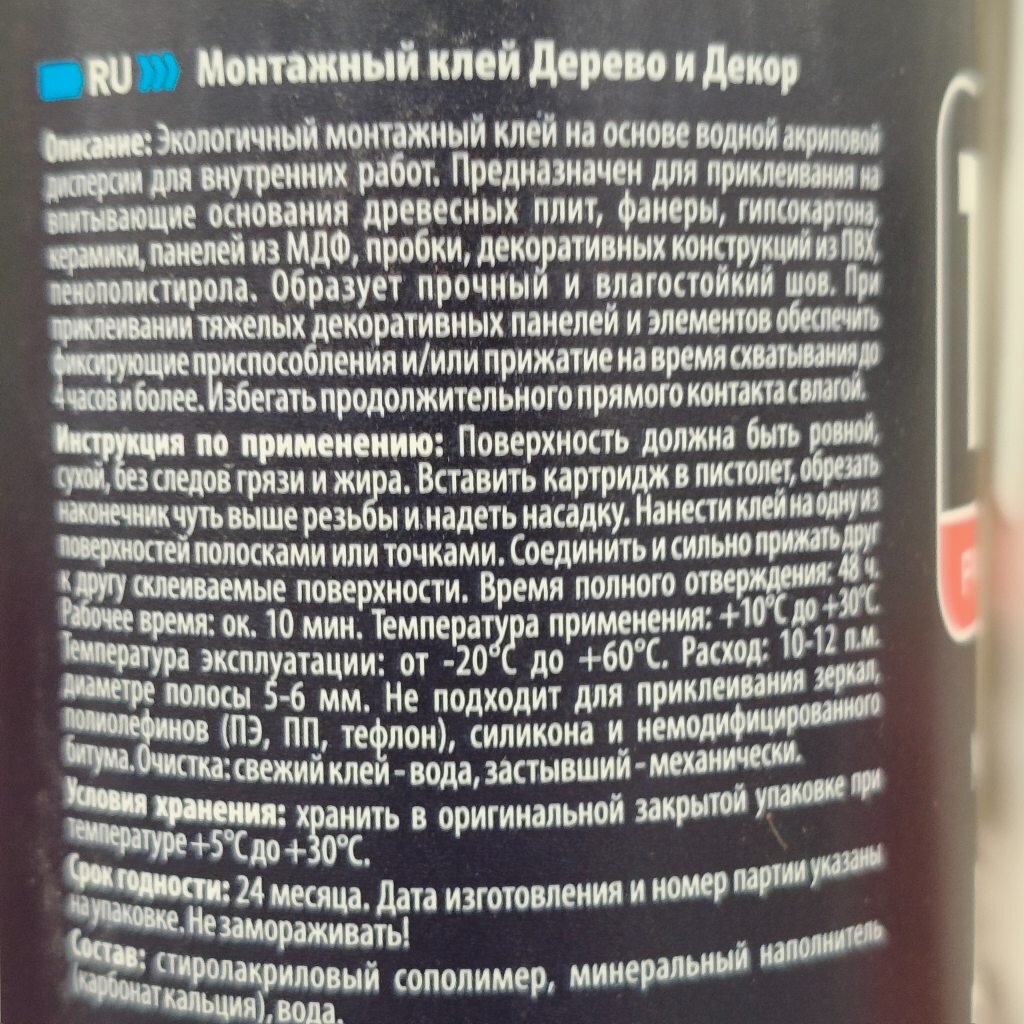 RU Монтажный клей Дерево и Декор
Описание: Экологичный монтажный клей на основе водной акриловой
дисперсии для внутренних работ. Предназначен для приклеивания на
впитывающие основания древесных плит, фанеры, гипсокартона,
керамики, панелей из МДФ, пробки, декоративных конструкций из ПВХ,
пенополистирола. Образует прочный и влагостойкий шов. При
приклеивании тяжелых декоративных панелей и элементов обеспечить
фиксирующие приспособления и/или прижатие на время схватывания до
4 часов и более. Избегать продолжительного прямого контакта с влагой.
Инструкция по применению: Поверхность должна быть ровной,
сухой, без следов грязи и жира. Вставить картридж в пистолет, обрезать
наконечник чуть выше резьбы и надеть насадку. Нанести клей на одну из
поверхностей полосками или точками. Соединить и сильно прижать друг
к другу склеиваемые поверхности. Время полного отверждения: 48 ч.
Рабочее время: ок. 10 мин. Температура применения: +10°С до +30°С.
Температура эксплуатации: от -20°С до +60°С. Расход: 10-12 п.м.
диаметре полосы 5-6 мм. Не подходит для приклеивания зеркал,
полиолефинов (ПЭ, ПП, тефлон), силикона и немодифицированного
битума. Очистка: свежий клей - вода, застывший - механически.
Условия хранения: хранить в оригинальной закрытой упаковке при
температуре +5°С до +30°С.
Срок годности: 24 месяца. Дата изготовления и номер партии указаны
на упаковке. Не замораживать!
Состав: стиролакриловый сополимер, минеральный наполнитель
(карбонат кальция), вода.